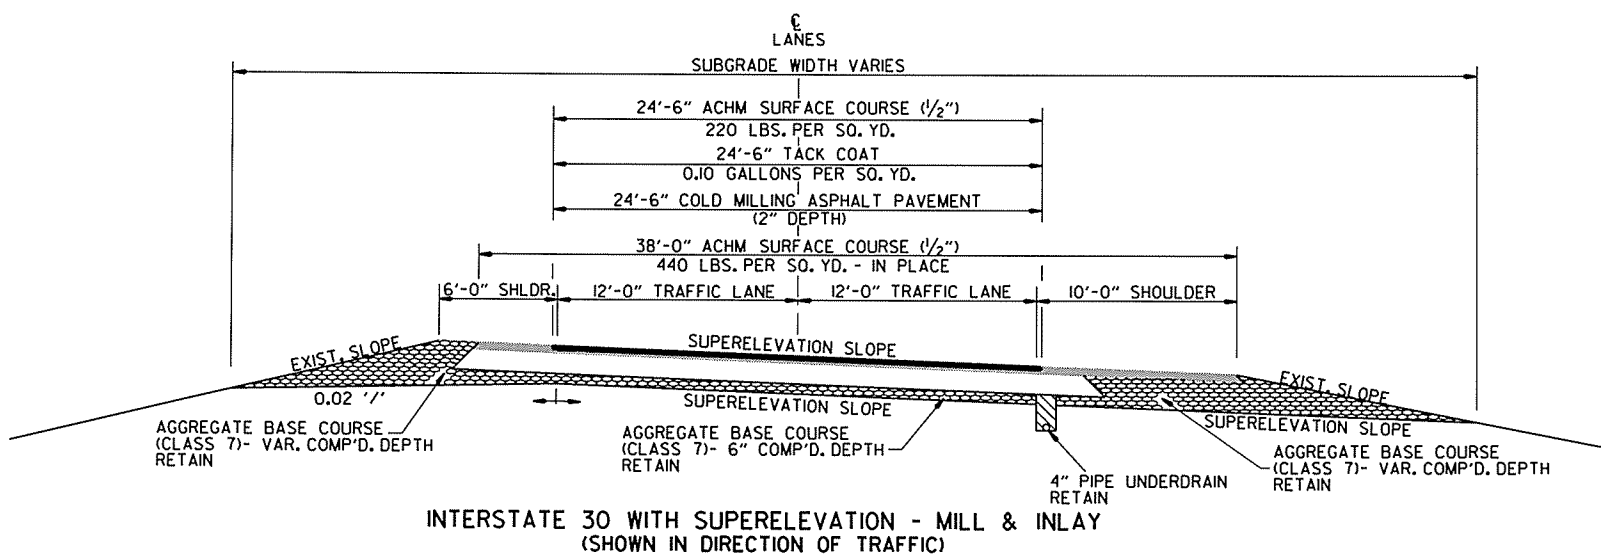 ℄
LANES
SUBGRADE WIDTH VARIES
24'-6" ACHM SURFACE COURSE (1/2")
220 LBS. PER SQ. YD.
24'-6" TACK COAT
0.10 GALLONS PER SQ. YD.
24'-6" COLD MILLING ASPHALT PAVEMENT
(2" DEPTH)
38'-0" ACHM SURFACE COURSE (1/2")
440 LBS. PER SQ. YD. - IN PLACE
6'-0" SHLDR.
12'-0" TRAFFIC LANE
12'-0" TRAFFIC LANE
10'-0" SHOULDER
EXIST. SLOPE
SUPERELEVATION SLOPE
EXIST. SLOPE
0.02 '/'
SUPERELEVATION SLOPE
SUPERELEVATION SLOPE
AGGREGATE BASE COURSE
(CLASS 7)- VAR. COMP'D. DEPTH
RETAIN
AGGREGATE BASE COURSE
(CLASS 7)- 6" COMP'D. DEPTH
RETAIN
4" PIPE UNDERDRAIN
RETAIN
AGGREGATE BASE COURSE
(CLASS 7)- VAR. COMP'D. DEPTH
RETAIN
INTERSTATE 30 WITH SUPERELEVATION - MILL & INLAY
(SHOWN IN DIRECTION OF TRAFFIC)